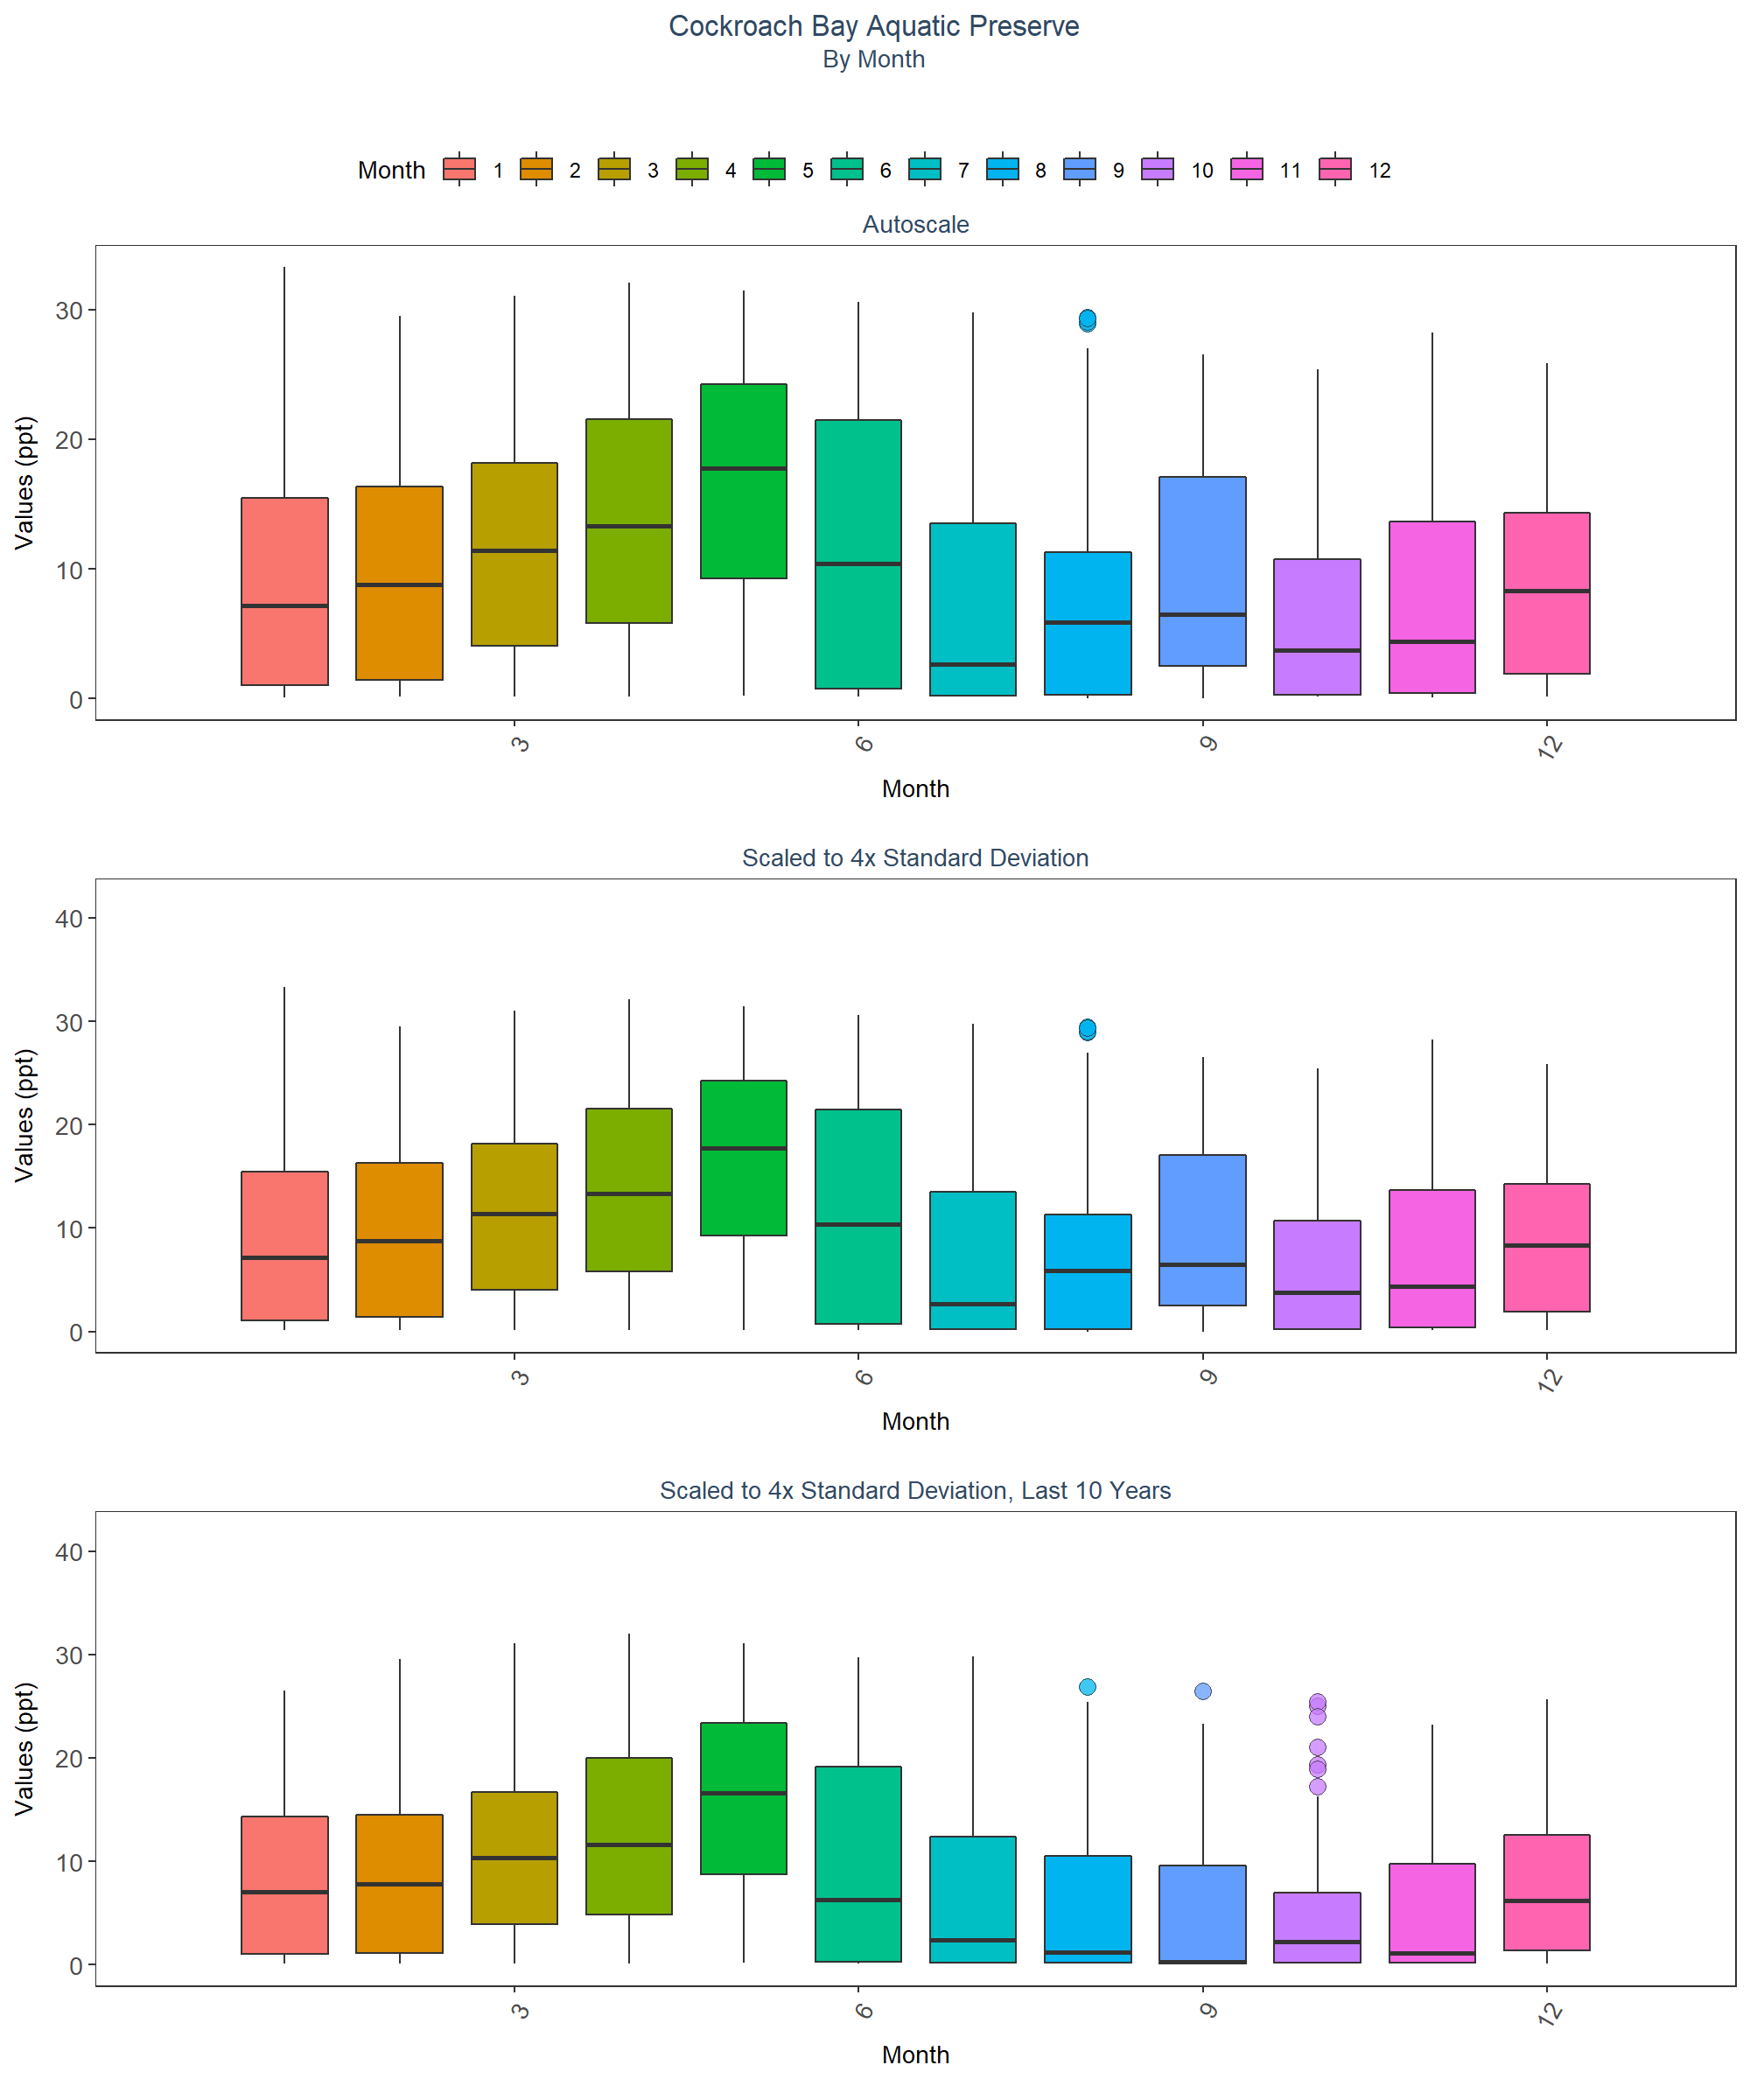 Cockroach Bay Aquatic Preserve
By Month
Month 1 2 3 4 5 6 7 8 9 10 11 12
Autoscale
Values (ppt)
30
20
10
0
3 6 9 12
Month
Scaled to 4x Standard Deviation
Values (ppt)
40
30
20
10
0
3 6 9 12
Month
Scaled to 4x Standard Deviation, Last 10 Years
Values (ppt)
40
30
20
10
0
3 6 9 12
Month